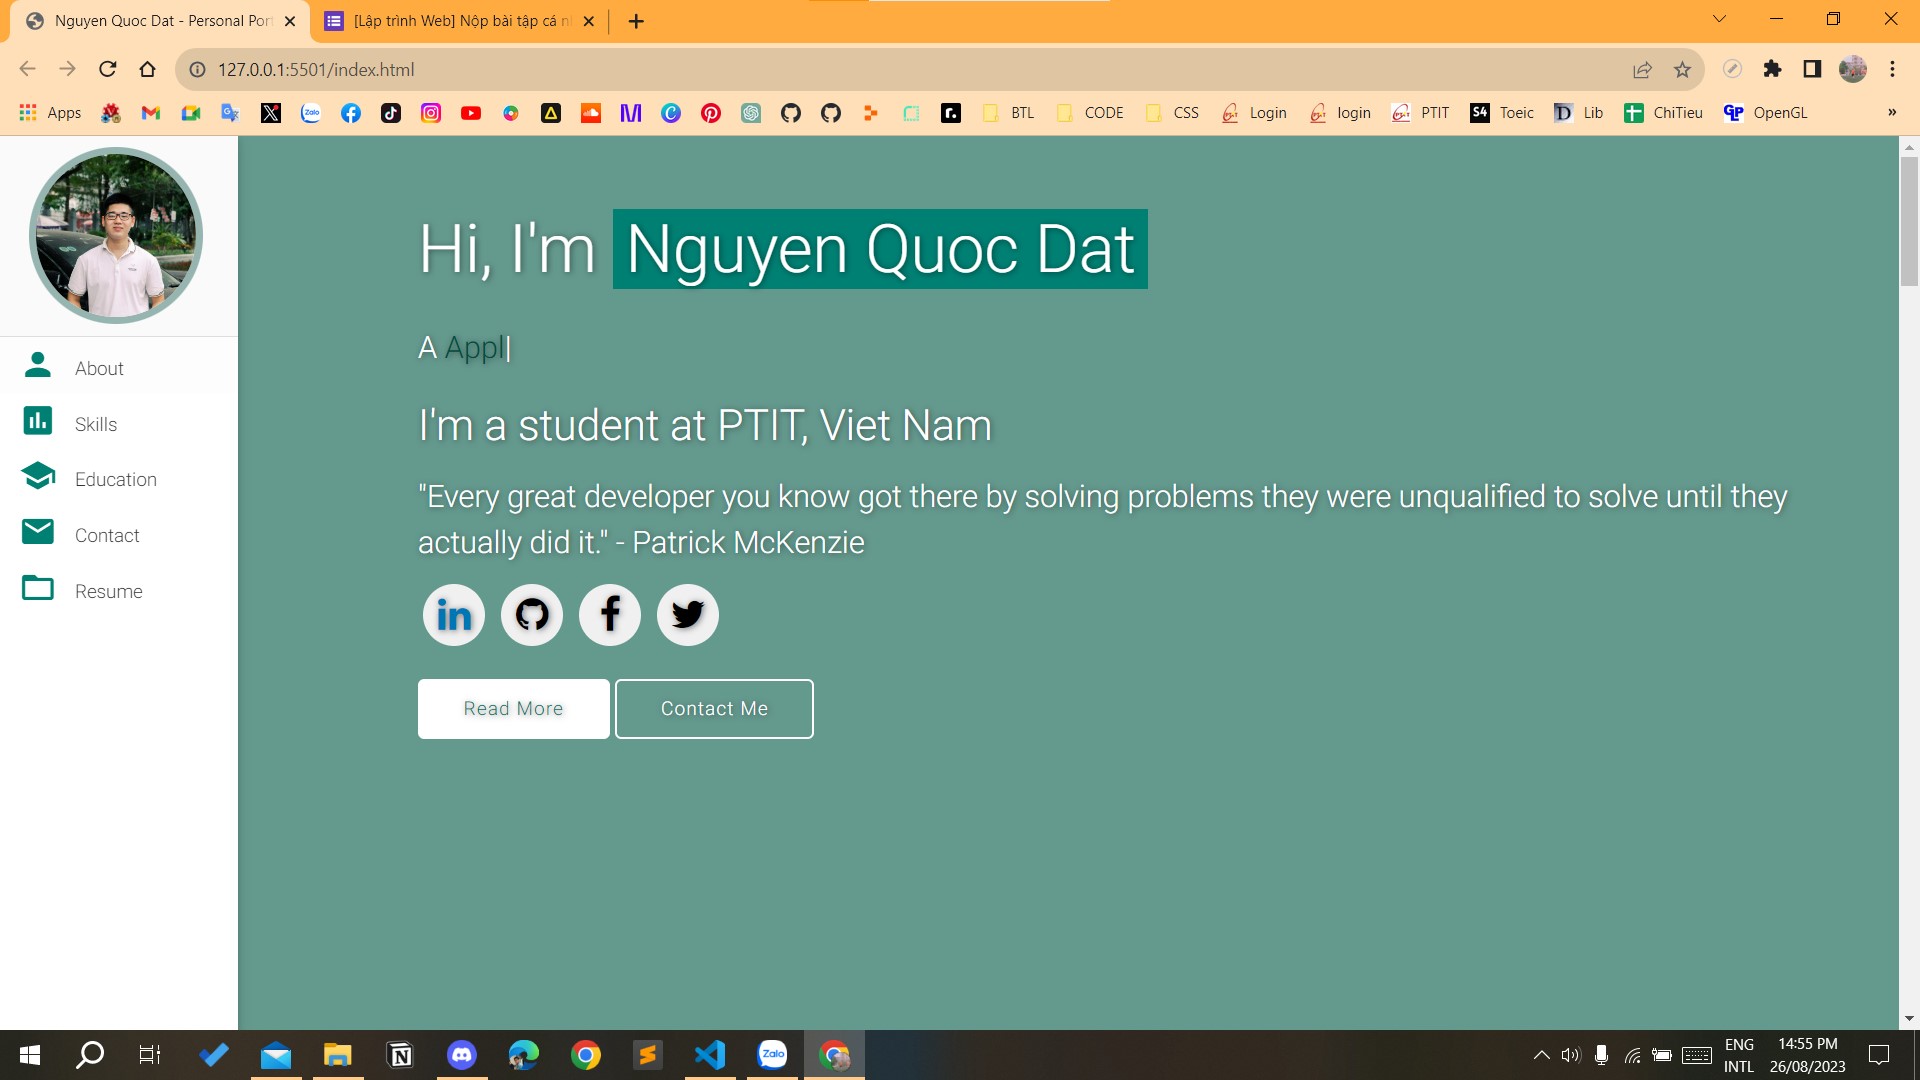 Nguyen Quoc Dat - Personal Port
[Lập trình Web] Nộp bài tập cá n
127.0.0.1:5501/index.html
Apps
BTL
CODE
CSS
Login
login
PTIT
S4
Toeic
D
Lib
ChiTieu
GP
OpenGL
»
Hi, I'm Nguyen Quoc Dat
A Appl|
I'm a student at PTIT, Viet Nam
"Every great developer you know got there by solving problems they were unqualified to solve until they
actually did it." - Patrick McKenzie
in
Read More
Contact Me
About
Skills
Education
Contact
Resume
Zalo
ENG
INTL
14:55 PM
26/08/2023